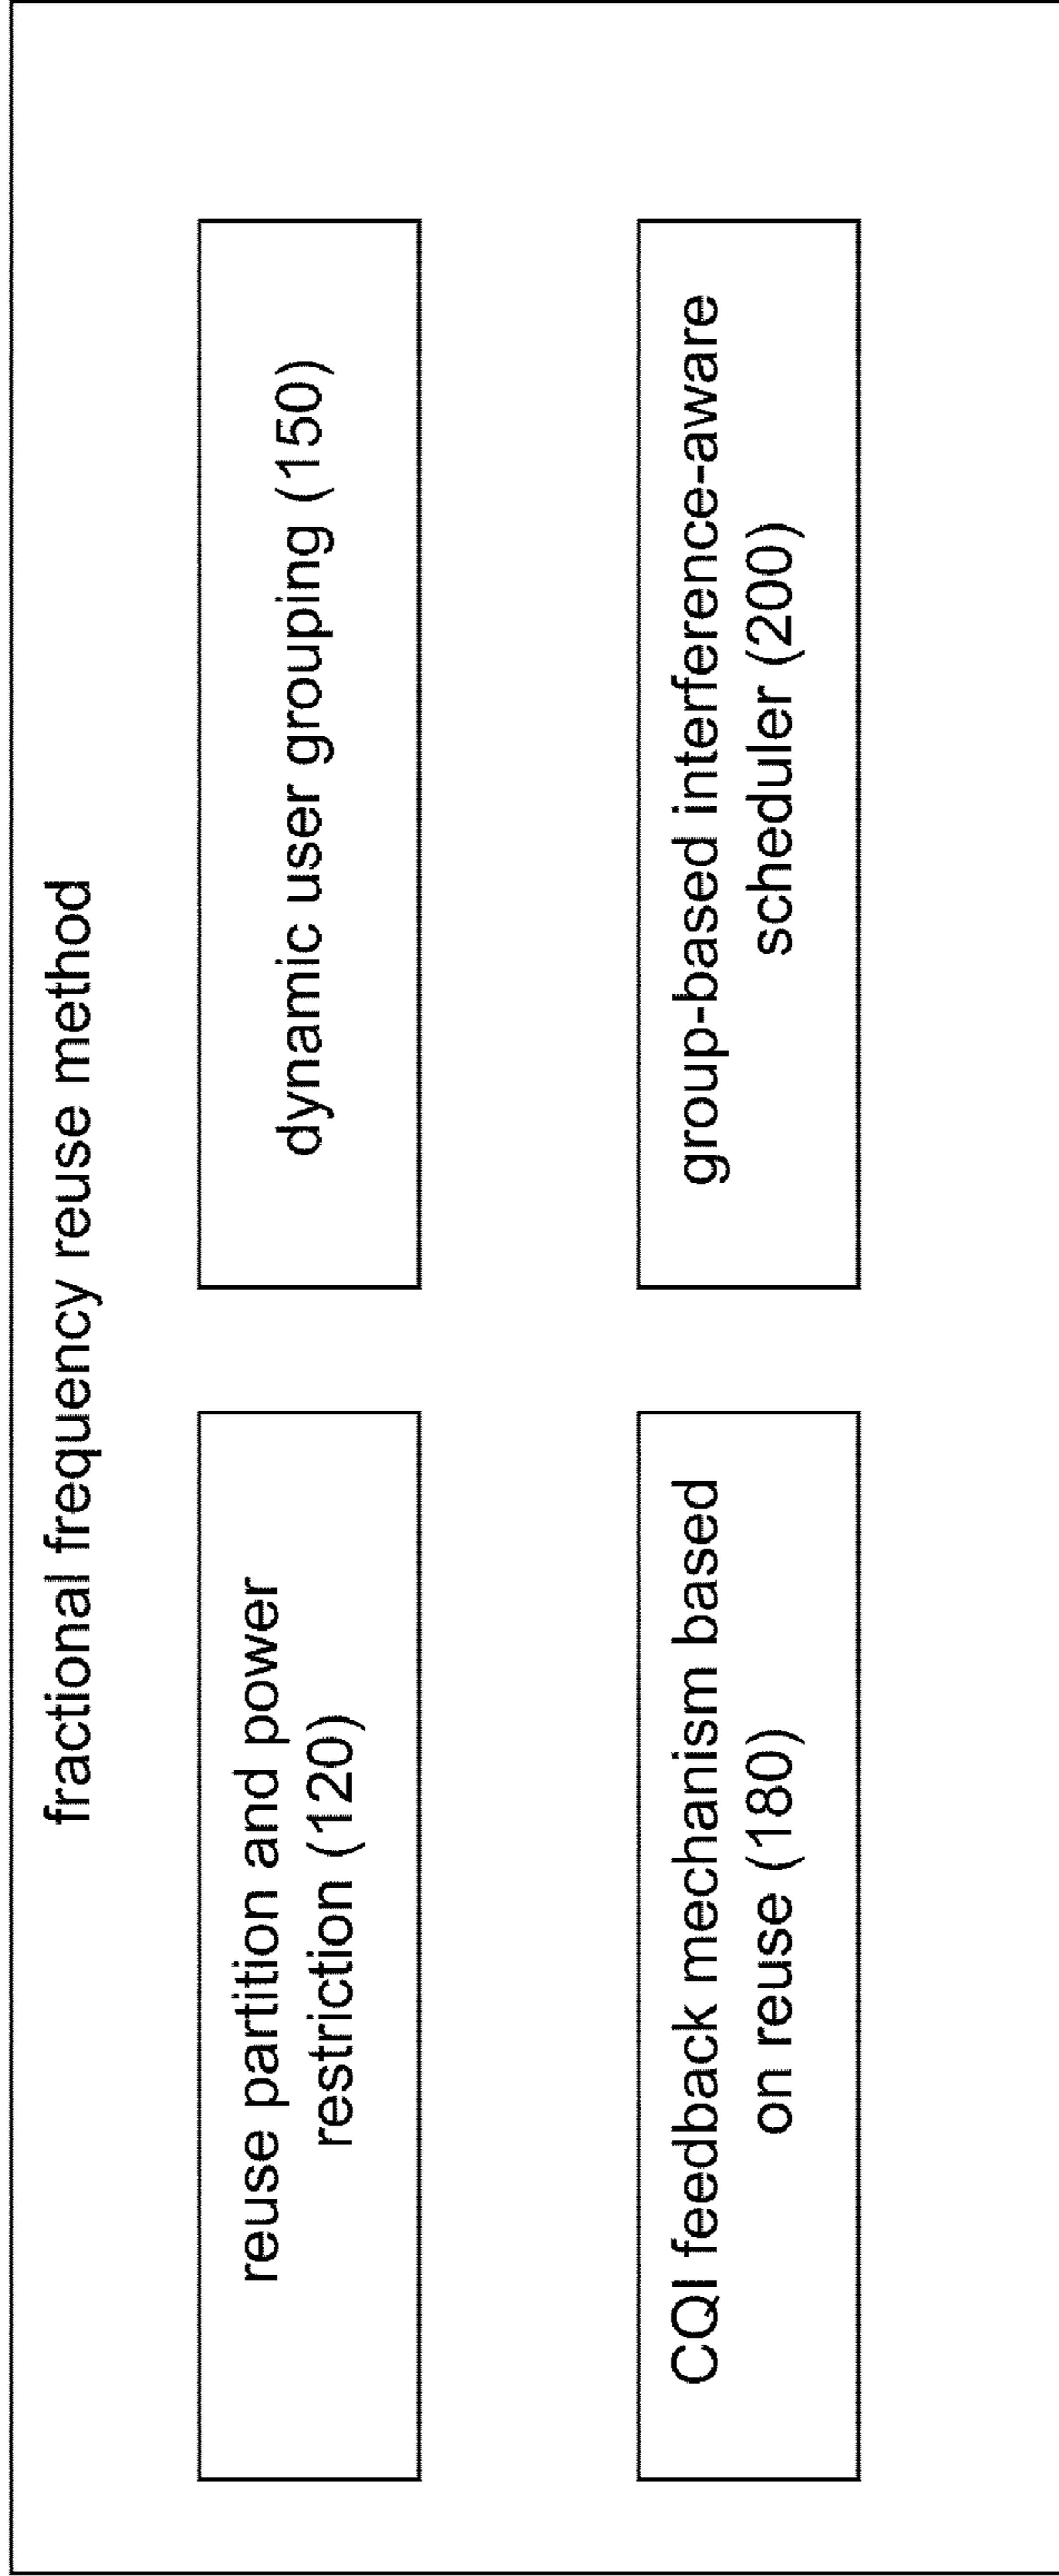 fractional frequency reuse method
reuse partition and power
restriction (120)
dynamic user grouping (150)
CQI feedback mechanism based
on reuse (180)
group-based interference-aware
scheduler (200)